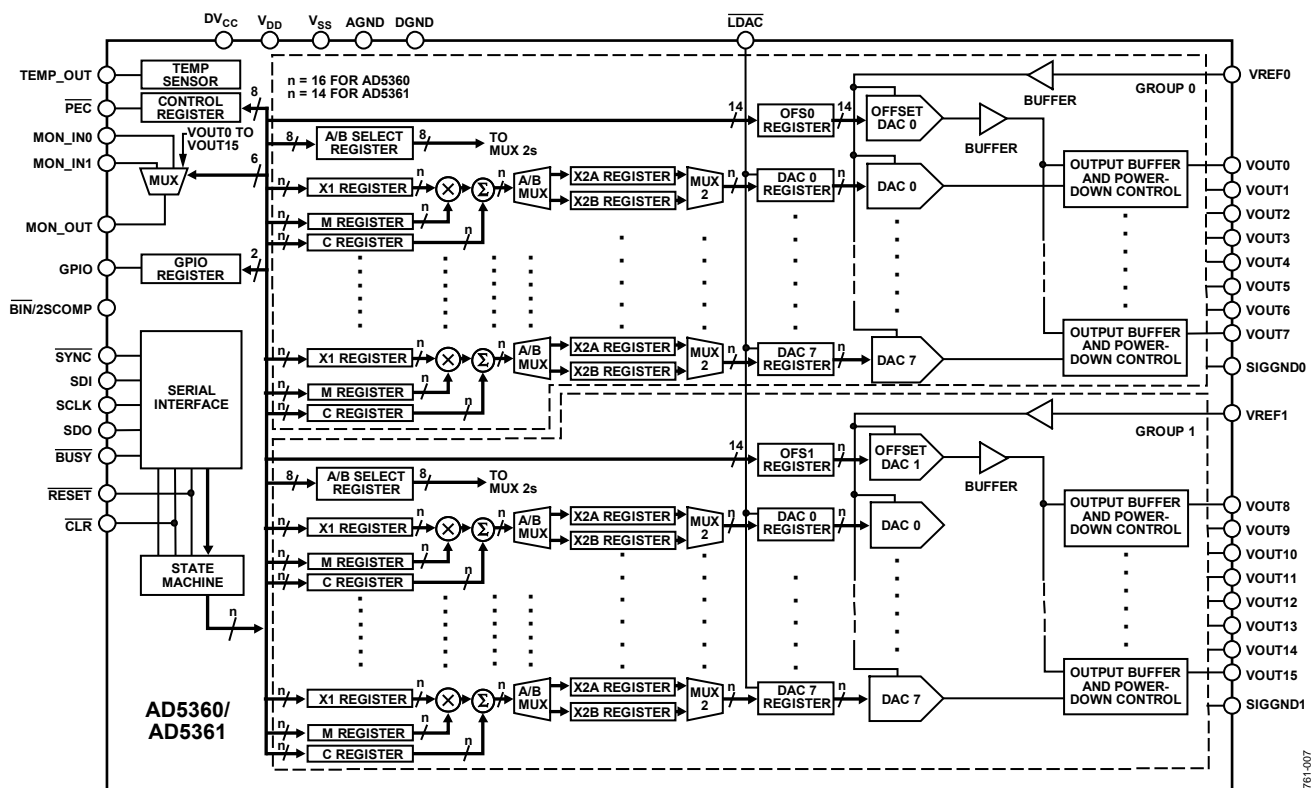 DVCC VDD VSS AGND DGND LDAC
TEMP_OUT
TEMP
SENSOR
PEC
CONTROL
REGISTER
8
MON_IN0
MON_IN1
VOUT0 TO
VOUT15
MUX
6
MON_OUT
GPIO
GPIO
REGISTER
2
BIN/2SCOMP
SYNC
SDI
SCLK
SDO
BUSY
SERIAL
INTERFACE
RESET
CLR
STATE
MACHINE
n
AD5360/
AD5361
n = 16 FOR AD5360
n = 14 FOR AD5361
8
A/B SELECT
REGISTER
8
TO
MUX 2s
14
OFS0
REGISTER
14
OFFSET
DAC 0
BUFFER
BUFFER
GROUP 0
VREF0
n X1 REGISTER n × Σ n
n M REGISTER n
n C REGISTER n
A/B
MUX
X2A REGISTER
X2B REGISTER
MUX
2
n
DAC 0
REGISTER
n
DAC 0
OUTPUT BUFFER
AND POWER-
DOWN CONTROL
VOUT0
VOUT1
VOUT2
VOUT3
VOUT4
VOUT5
VOUT6
VOUT7
SIGGND0
n X1 REGISTER n × Σ n
n M REGISTER n
n C REGISTER n
A/B
MUX
X2A REGISTER
X2B REGISTER
MUX
2
n
DAC 7
REGISTER
n
DAC 7
OUTPUT BUFFER
AND POWER-
DOWN CONTROL
VREF1
GROUP 1
14
OFS1
REGISTER
n
OFFSET
DAC 1
BUFFER
8
A/B SELECT
REGISTER
8
TO
MUX 2s
n X1 REGISTER n × Σ n
n M REGISTER n
n C REGISTER n
A/B
MUX
X2A REGISTER
X2B REGISTER
MUX
2
n
DAC 0
REGISTER
n
DAC 0
OUTPUT BUFFER
AND POWER-
DOWN CONTROL
VOUT8
VOUT9
VOUT10
VOUT11
VOUT12
VOUT13
VOUT14
VOUT15
SIGGND1
n X1 REGISTER n × Σ n
n M REGISTER n
n C REGISTER n
A/B
MUX
X2A REGISTER
X2B REGISTER
MUX
2
n
DAC 7
REGISTER
n
DAC 7
OUTPUT BUFFER
AND POWER-
DOWN CONTROL
761-007